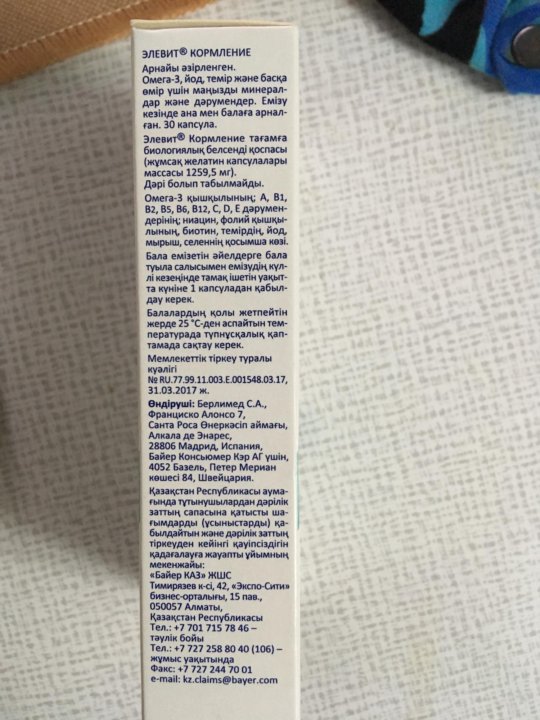 ЭЛЕВИТ® КОРМЛЕНИЕ
Арнайы әзірленген.
Омега-3, йод, темір және басқа
өмір үшін маңызды минерал-
дар және дәрумендер. Емізу
кезінде ана мен балаға арнал-
ған. 30 капсула.
Элевит® Кормление тағамға
биологиялық белсенді қоспасы
(жұмсақ желатин капсулалары
массасы 1259,5 мг).
Дәрі болып табылмайды.
Омега-3 қышқылының; А, В1,
В2, В5, В6, В12, С, D, Е дәрумен-
дерінің; ниацин, фолий қышқы-
лының, биотин, темірдің, йод,
мырыш, селеннің қосымша көзі.
Бала емізетін әйелдерге бала
туыла салысымен емізудің күл-
лі кезеңінде тамақ ішетін уақыт-
та күніне 1 капсуладан қабыл-
дау керек.
Балалардың қолы жетпейтін
жерде 25 °С-ден аспайтын тем-
пературада түпнұсқалық қап-
тамада сақтау керек.
Мемлекеттік тіркеу туралы
куәлігі
№ RU.77.99.11.003.E.001548.03.17,
31.03.2017 ж.
Өндіруші: Берлимед С.А.,
Франциско Алонсо 7,
Санта Роса Өнеркәсіп аймағы,
Алкала де Энарес,
28806 Мадрид, Испания,
Байер Консьюмер Кэр АГ үшін,
4052 Базель, Петер Мериан
көшесі 84, Швейцария.
Қазақстан Республикасы аума-
ғында тұтынушылардан дәрілік
заттың сапасына қатысты ша-
ғымдарды (ұсыныстарды) қа-
былдайтын және дәрілік заттың
тіркеуден кейінгі қауіпсіздігін
қадағалауға жауапты ұйымның
мекенжайы:
«Байер КАЗ» ЖШС
Тимирязев к-сі, 42, «Экспо-Сити»
бизнес-орталығы, 15 пав.,
050057 Алматы,
Қазақстан Республикасы
Тел.: +7 701 715 78 46 –
тәулік бойы
Тел.: +7 727 258 80 40 (106) –
жұмыс уақытында
Факс: +7 727 244 70 01
e-mail: kz.claims@bayer.com